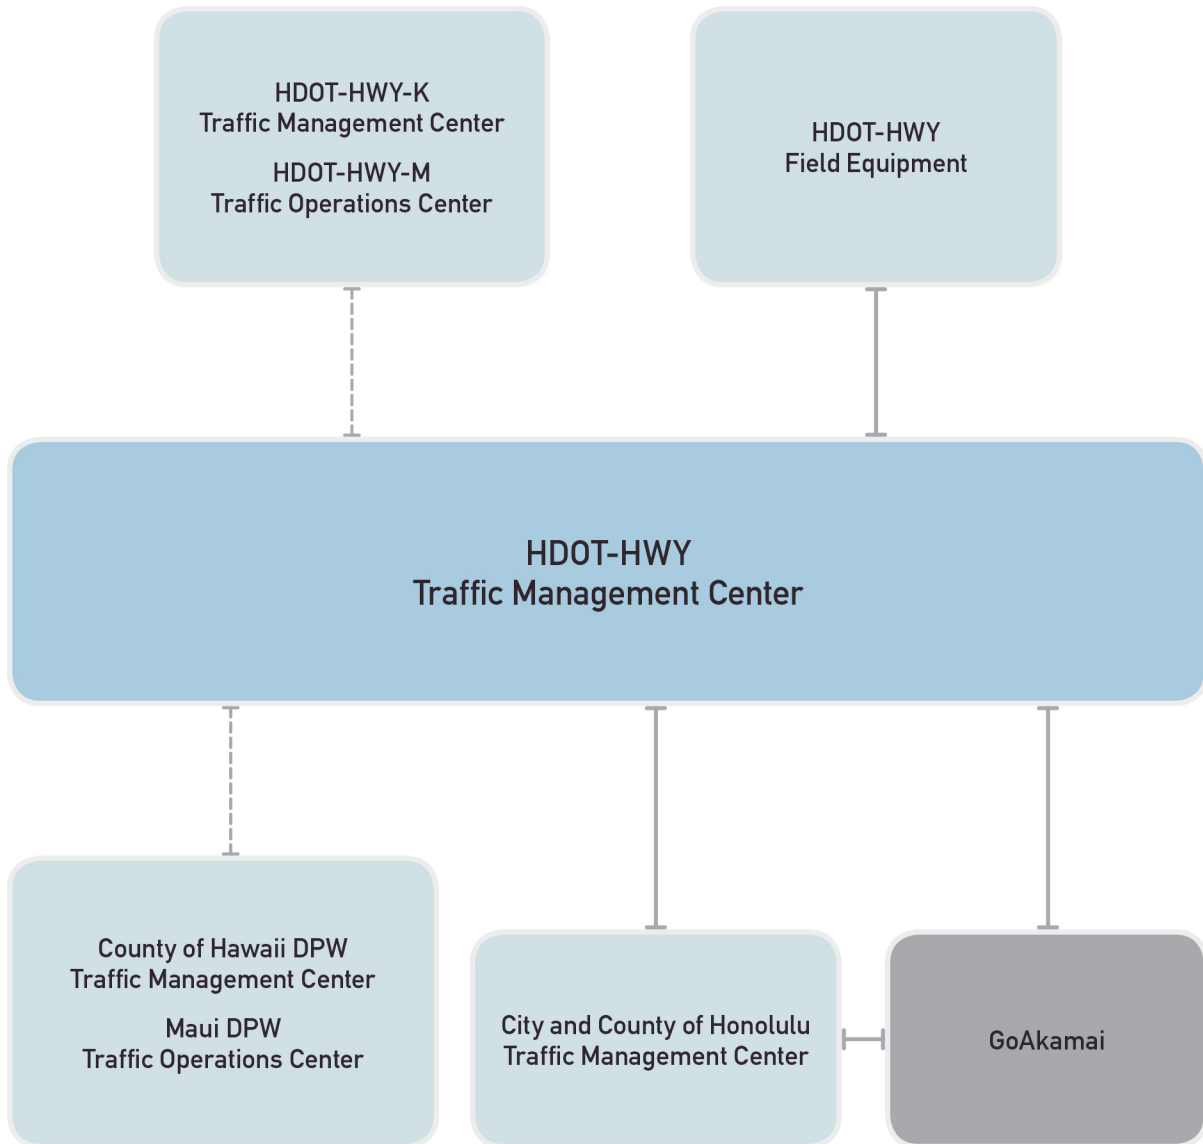 HDOT-HWY-K
Traffic Management Center
HDOT-HWY-M
Traffic Operations Center
HDOT-HWY
Field Equipment
HDOT-HWY
Traffic Management Center
County of Hawaii DPW
Traffic Management Center
Maui DPW
Traffic Operations Center
City and County of Honolulu
Traffic Management Center
GoAkamai